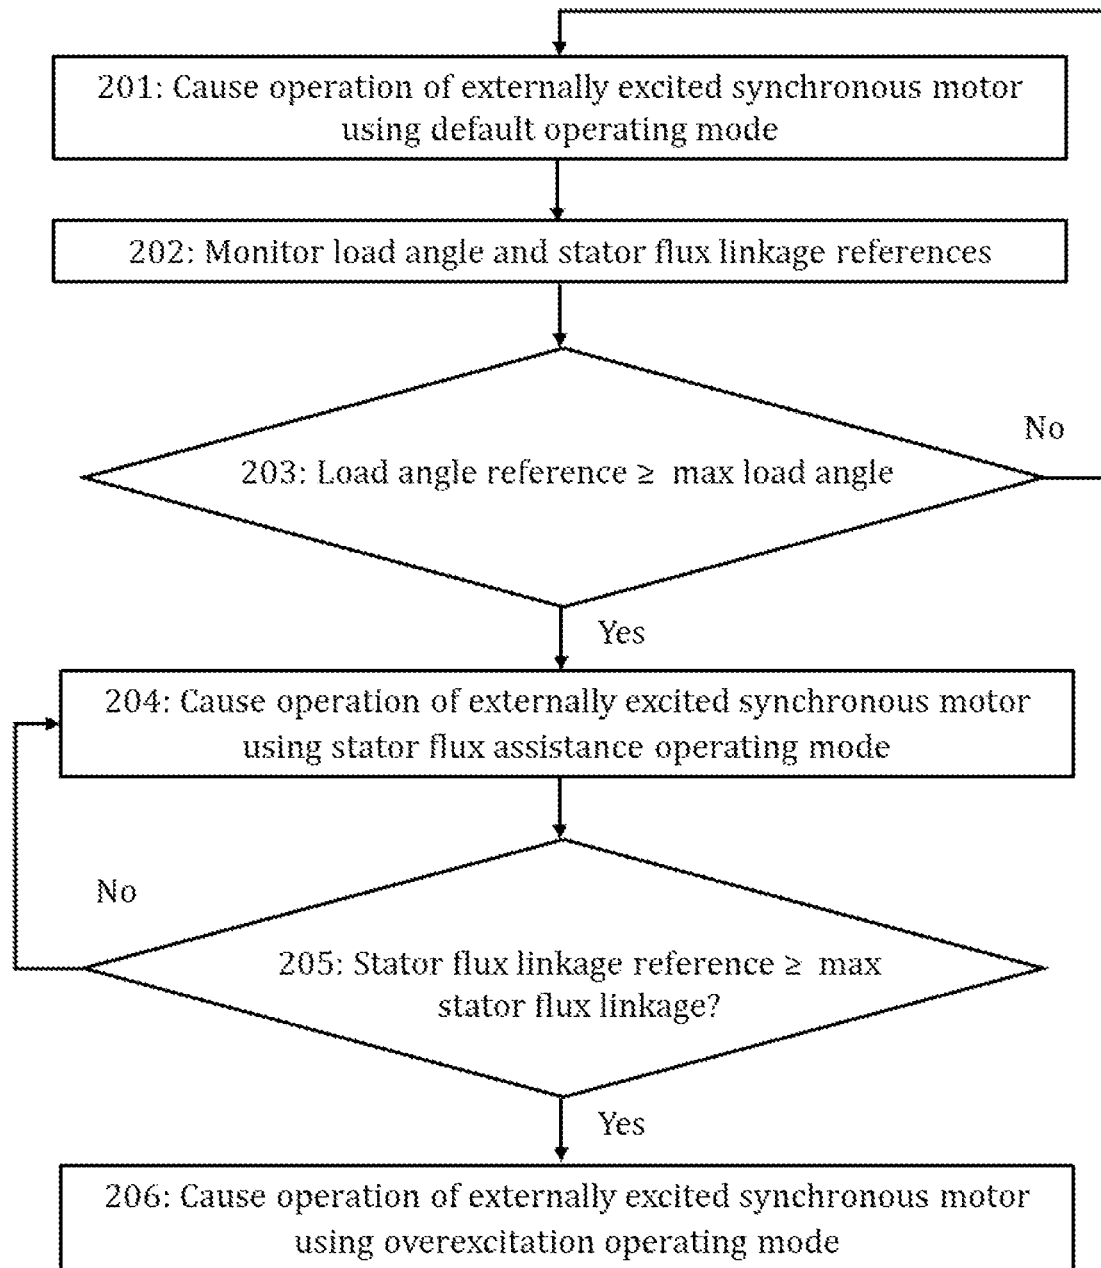 201: Cause operation of externally excited synchronous motor
using default operating mode
202: Monitor load angle and stator flux linkage references
No
203: Load angle reference ≥ max load angle
Yes
204: Cause operation of externally excited synchronous motor
using stator flux assistance operating mode
No
205: Stator flux linkage reference ≥ max
stator flux linkage?
Yes
206: Cause operation of externally excited synchronous motor
using overexcitation operating mode